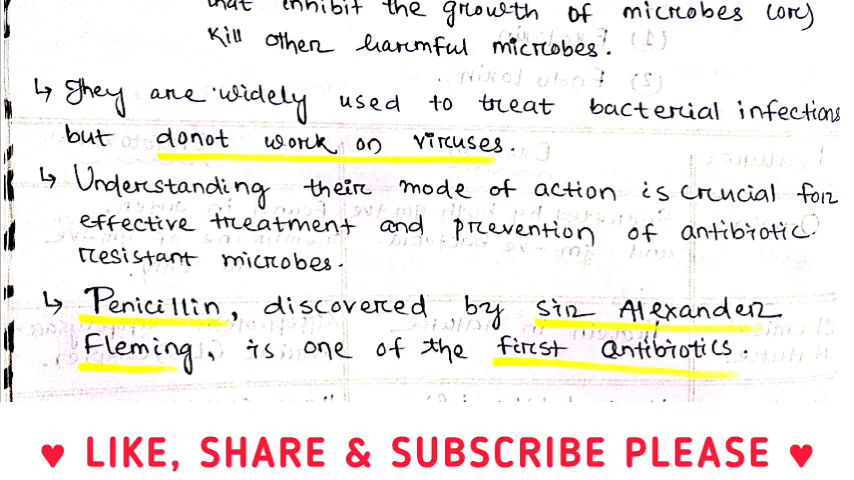 that inhibit the growth of microbes (or)
Kill other harmful microbes.
↳ They are widely used to treat bacterial infections
but donot work on viruses.
↳ Understanding their mode of action is crucial for
effective treatment and prevention of antibiotic
resistant microbes.
↳ Penicillin, discovered by Sir Alexander
Fleming, is one of the first antibiotics.
♥ LIKE, SHARE & SUBSCRIBE PLEASE ♥